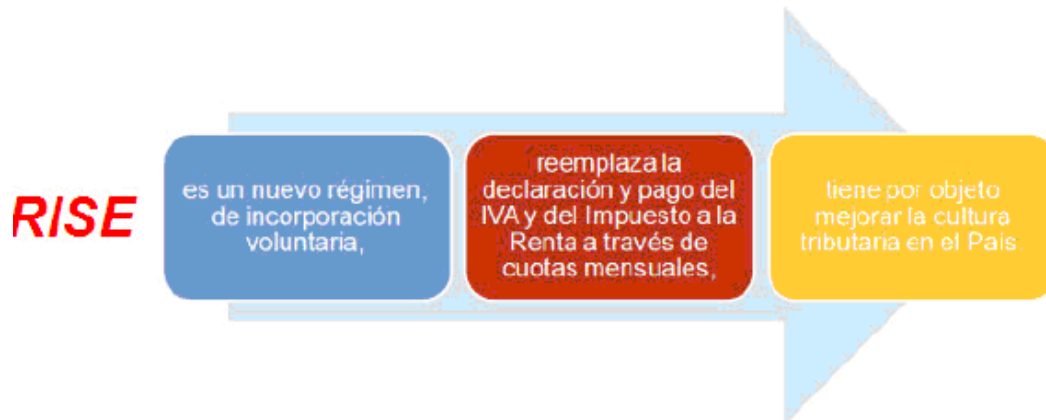 RISE
es un nuevo régimen,
de incorporación
voluntaria,
reemplaza la
declaración y pago del
IVA y del Impuesto a la
Renta a través de
cuotas mensuales,
tiene por objeto
mejorar la cultura
tributaria en el País